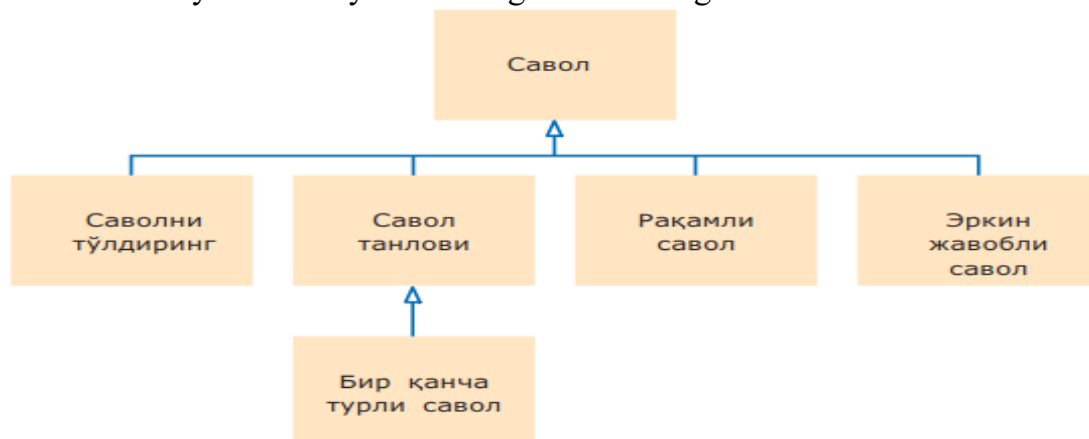 Савол
Саволни
тўлдиринг
Савол
танлови
Рақамли
савол
Эркин
жавобли
савол
Бир қанча
турли савол